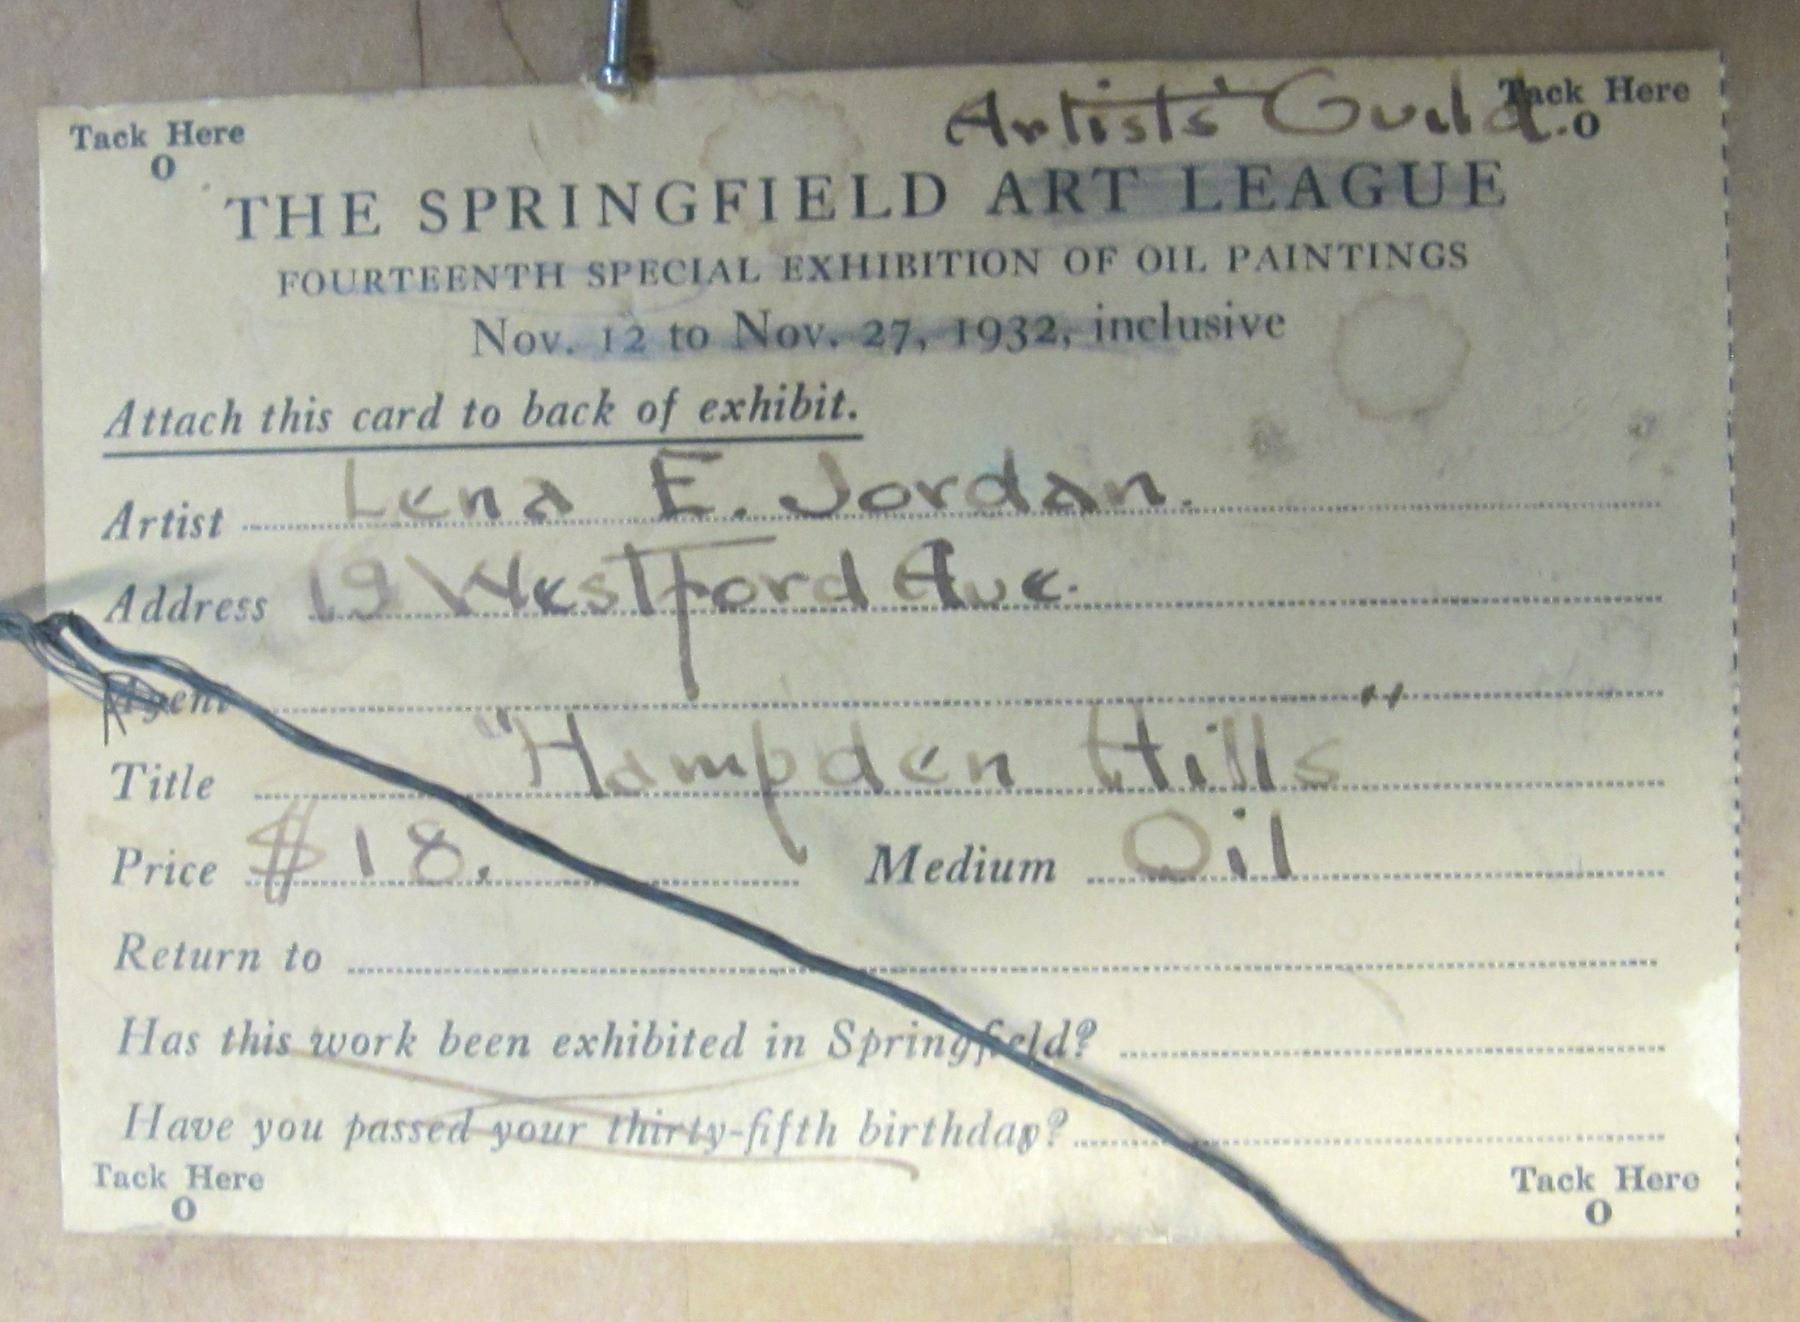 Tack Here Artists' Guild. Tack Here
O O
THE SPRINGFIELD ART LEAGUE
FOURTEENTH SPECIAL EXHIBITION OF OIL PAINTINGS
Nov. 12 to Nov. 27, 1932, inclusive
Attach this card to back of exhibit.
Artist Lena E. Jordan.
Address 19 Westford Ave.
Agent
Title "Hampden Hills"
Price $18. Medium Oil
Return to
Has this work been exhibited in Springfield?
Have you passed your thirty-fifth birthday?
Tack Here Tack Here
O O